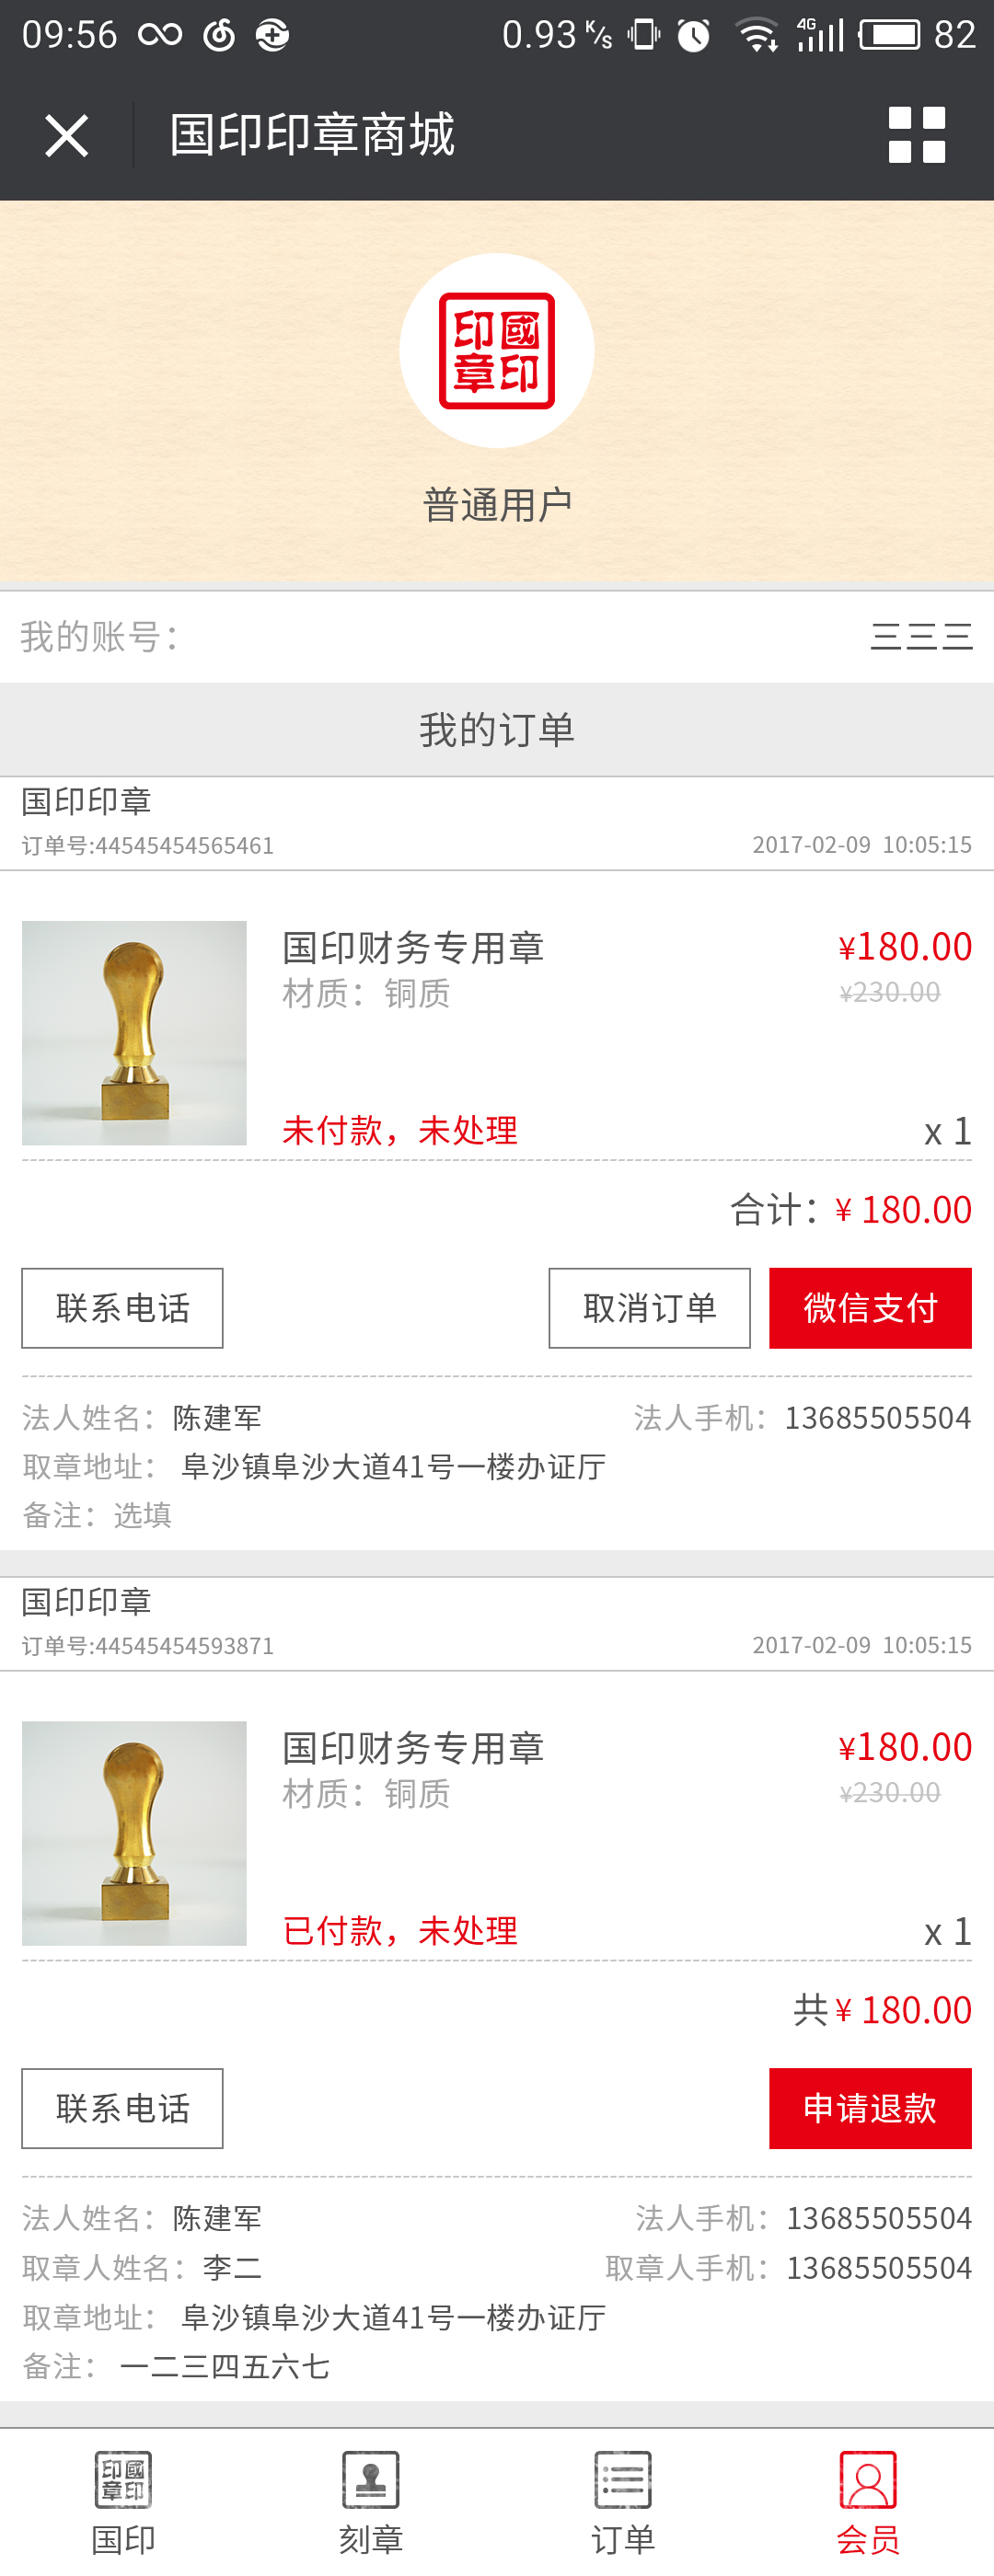 09:56 0.93 K/s 4G 82
国印印章商城
印國
章印
普通用户
我的账号： 三三三
我的订单
国印印章
订单号:44545454565461 2017-02-09 10:05:15
国印财务专用章 ¥180.00
材质：铜质 ¥230.00
未付款，未处理 x 1
合计：¥ 180.00
联系电话 取消订单 微信支付
法人姓名：陈建军 法人手机：13685505504
取章地址： 阜沙镇阜沙大道41号一楼办证厅
备注：选填
国印印章
订单号:44545454593871 2017-02-09 10:05:15
国印财务专用章 ¥180.00
材质：铜质 ¥230.00
已付款，未处理 x 1
共 ¥ 180.00
联系电话 申请退款
法人姓名：陈建军 法人手机：13685505504
取章人姓名：李二 取章人手机：13685505504
取章地址： 阜沙镇阜沙大道41号一楼办证厅
备注： 一二三四五六七
印國
章印
国印 刻章 订单 会员